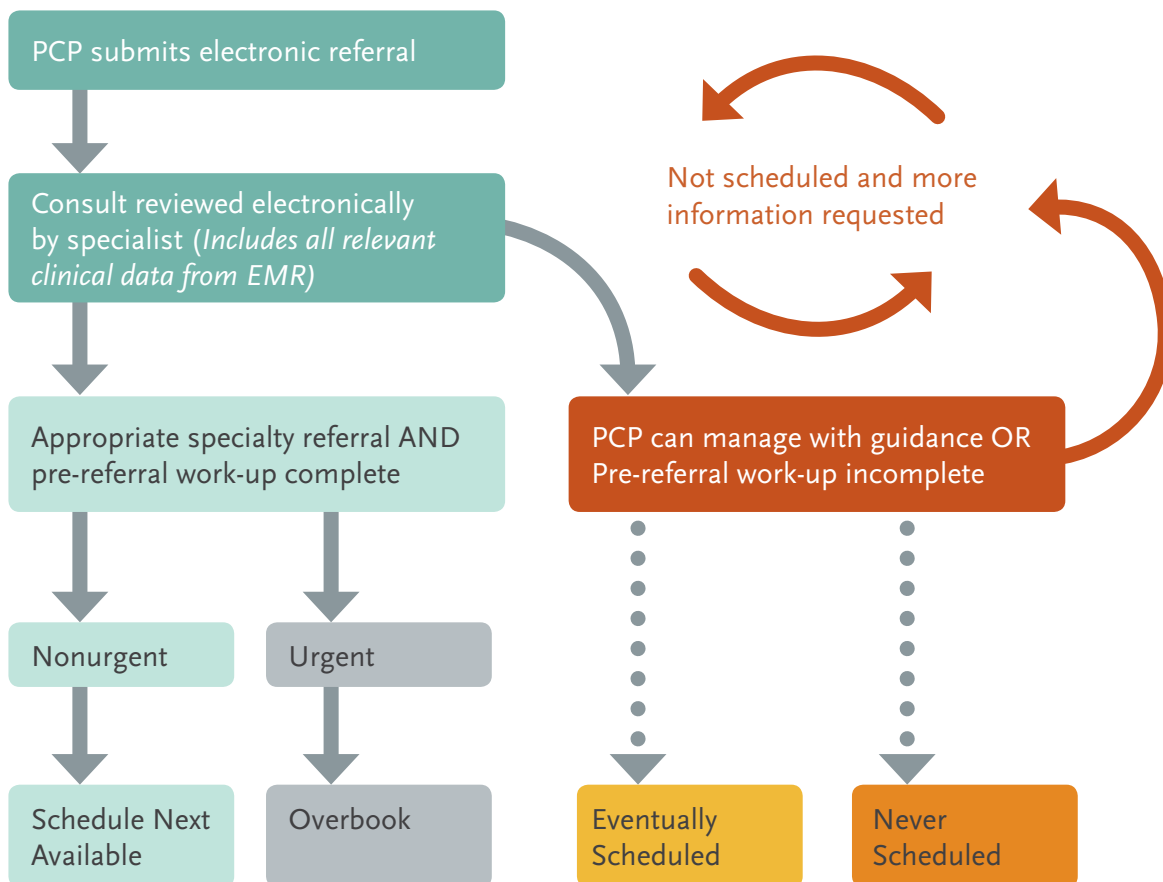 PCP submits electronic referral
Consult reviewed electronically
by specialist (Includes all relevant
clinical data from EMR)
Not scheduled and more
information requested
Appropriate specialty referral AND
pre-referral work-up complete
PCP can manage with guidance OR
Pre-referral work-up incomplete
Nonurgent
Urgent
Schedule Next
Available
Overbook
Eventually
Scheduled
Never
Scheduled